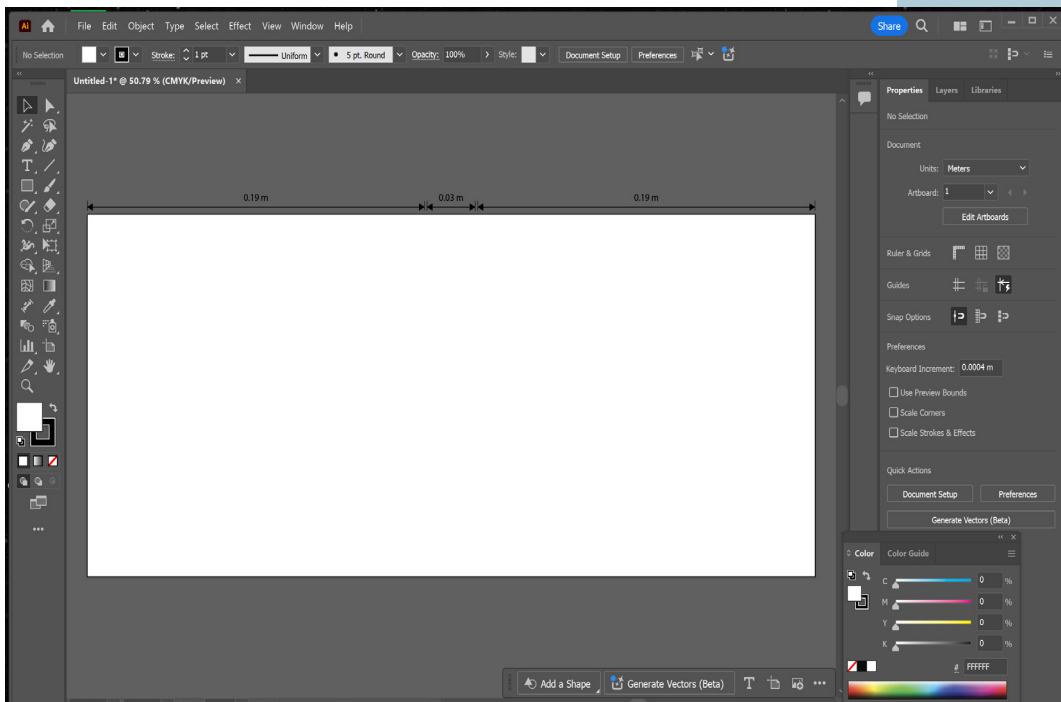 Ai File Edit Object Type Select Effect View Window Help Share
No Selection Stroke: 1 pt Uniform 5 pt. Round Opacity: 100% Style: Document Setup Preferences
Untitled-1* @ 50.79 % (CMYK/Preview) ×
0.19 m 0.03 m 0.19 m
Properties Layers Libraries
No Selection
Document
Units: Meters
Artboard: 1
Edit Artboards
Ruler & Grids
Guides
Snap Options
Preferences
Keyboard Increment: 0.0004 m
Use Preview Bounds
Scale Corners
Scale Strokes & Effects
Quick Actions
Document Setup Preferences
Generate Vectors (Beta)
Color Color Guide
C 0 %
M 0 %
Y 0 %
K 0 %
# FFFFFF
Add a Shape Generate Vectors (Beta)